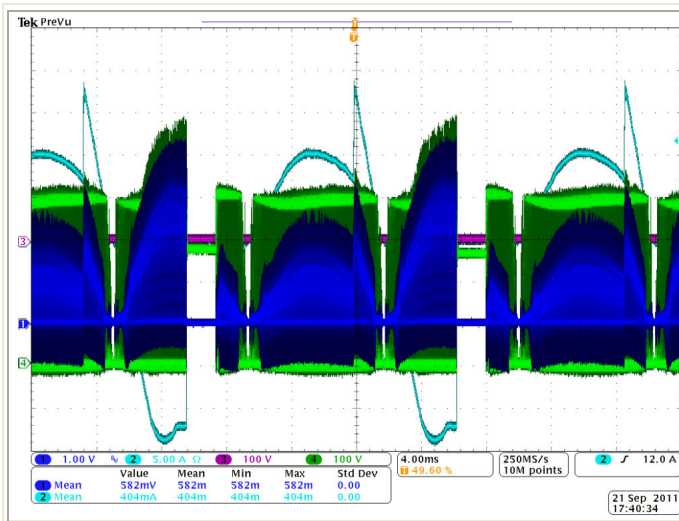 Tek PreVu
T
T
3
1
4
1 1.00 V 2 5.00 A Ω 3 100 V 4 100 V
4.00ms
T 49.60 %
250MS/s
10M points
2 12.0 A
Value Mean Min Max Std Dev
1 Mean 582mV 582m 582m 582m 0.00
2 Mean 404mA 404m 404m 404m 0.00
21 Sep 2011
17:40:34